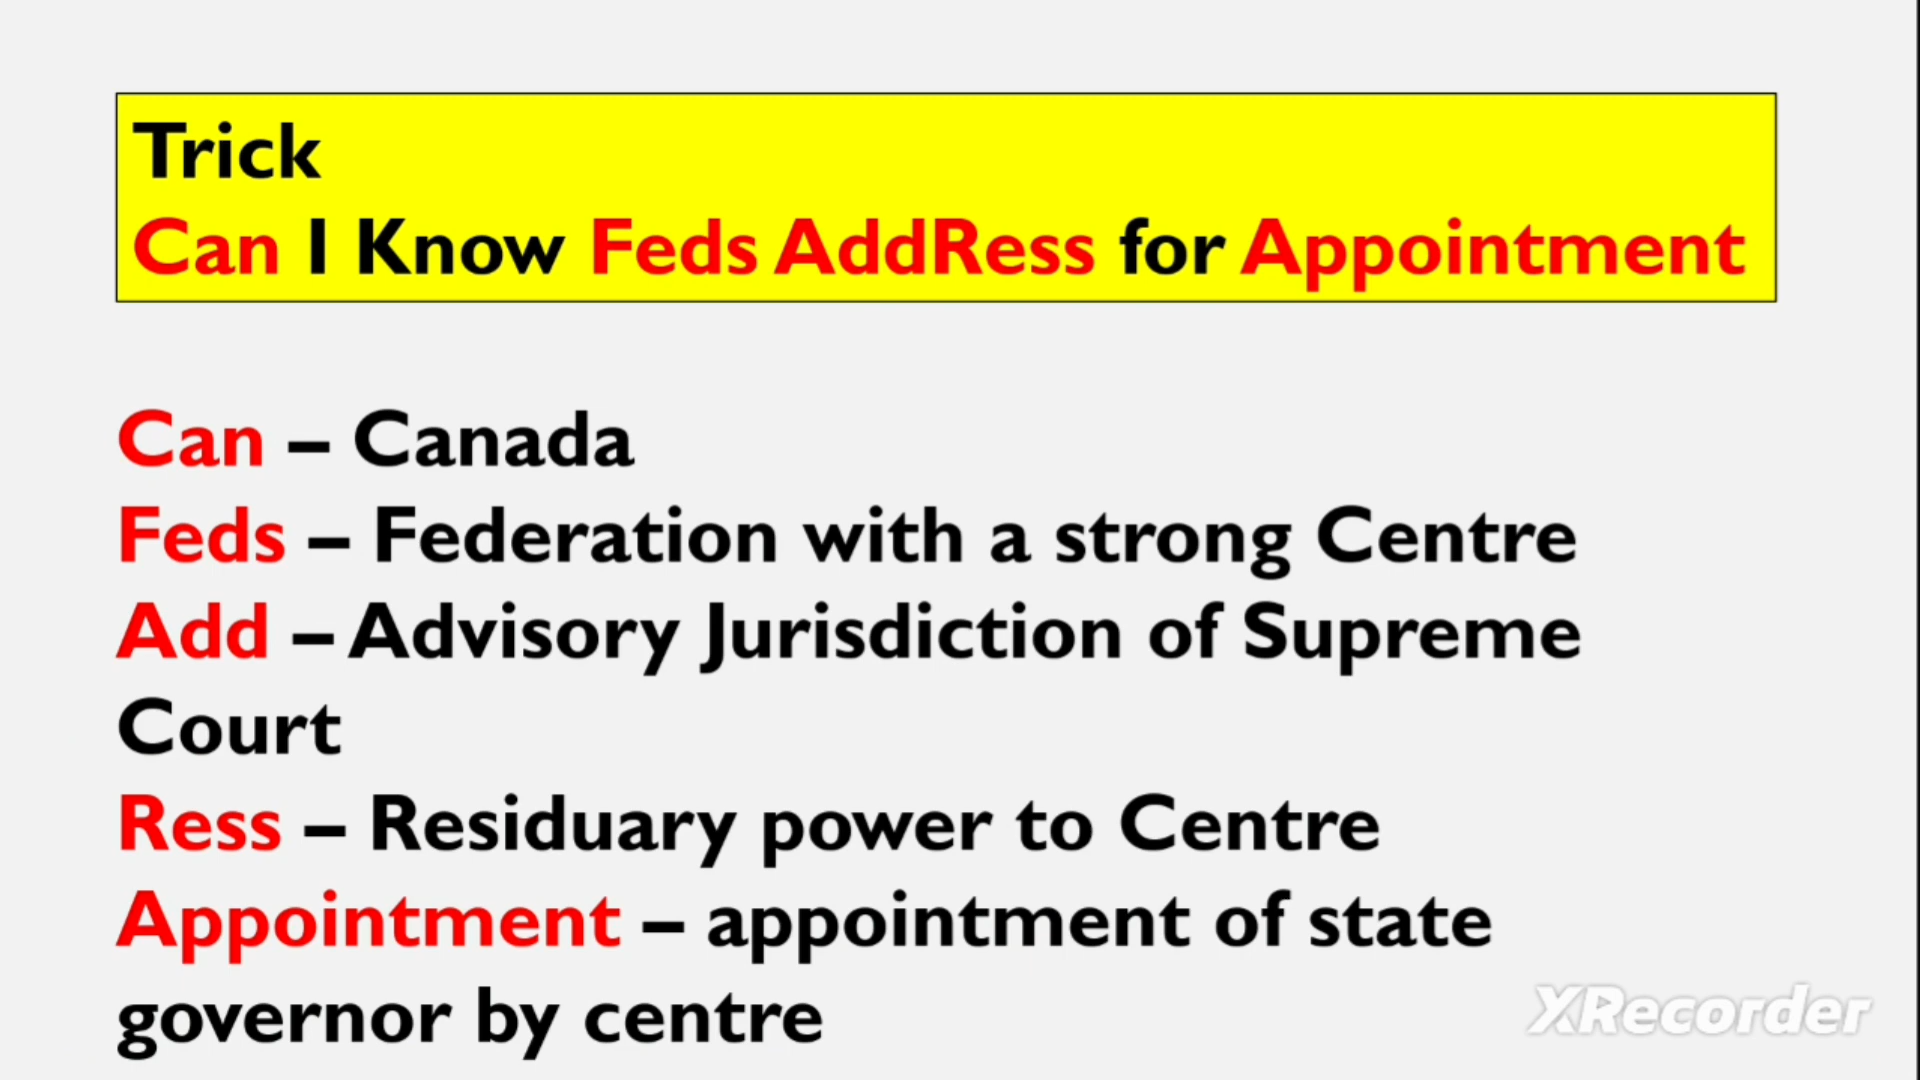 Trick
Can I Know Feds AddRess for Appointment
Can – Canada
Feds – Federation with a strong Centre
Add – Advisory Jurisdiction of Supreme
Court
Ress – Residuary power to Centre
Appointment – appointment of state
governor by centre
XRecorder